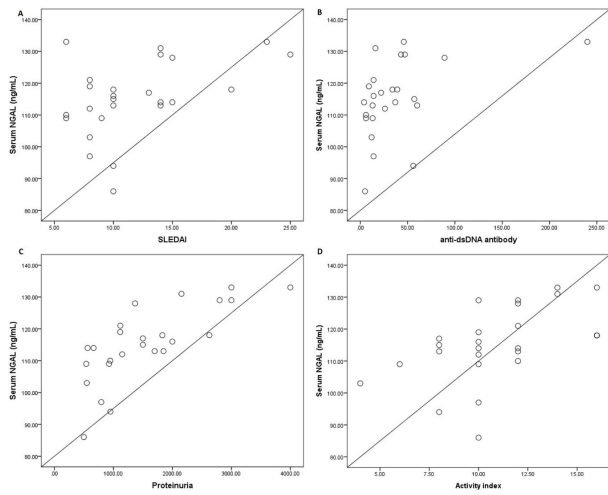 A
140.00
130.00
120.00
110.00
100.00
90.00
80.00
Serum NGAL (ng/mL)
5.00 10.00 15.00 20.00 25.00
SLEDAI
B
140.00
130.00
120.00
110.00
100.00
90.00
80.00
Serum NGAL (ng/mL)
.00 50.00 100.00 150.00 200.00 250.00
anti-dsDNA antibody
C
140.00
130.00
120.00
110.00
100.00
90.00
80.00
Serum NGAL (ng/mL)
.00 1000.00 2000.00 3000.00 4000.00
Proteinuria
D
140.00
130.00
120.00
110.00
100.00
90.00
80.00
Serum NGAL (ng/mL)
6.00 9.00 12.00 15.00
Activity index